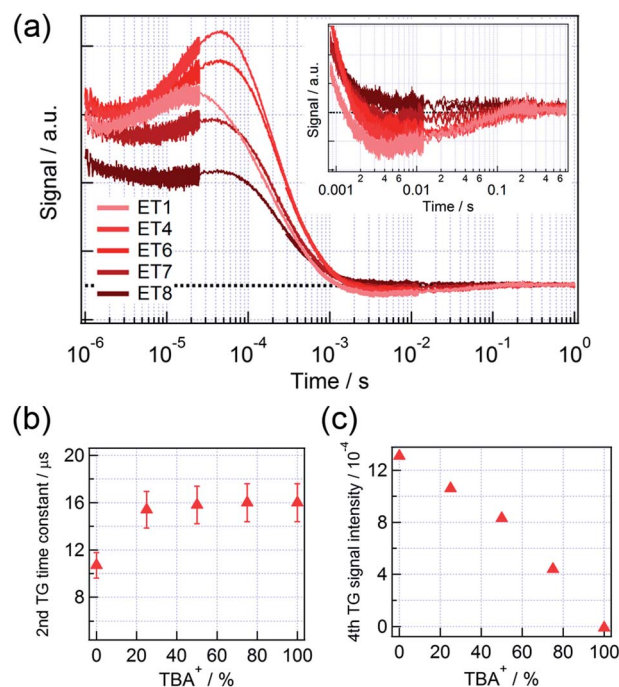 (a)
Signal / a.u.
ET1
ET4
ET6
ET7
ET8
10⁻⁶ 10⁻⁵ 10⁻⁴ 10⁻³ 10⁻² 10⁻¹ 10⁰
Time / s
Signal / a.u.
0.001 2 4 6 0.01 2 4 6 0.1 2 4 6
Time / s
(b)
2nd TG time constant / μs
20
16
12
8
0 20 40 60 80 100
TBA⁺ / %
(c)
4th TG signal intensity / 10⁻⁴
12
8
4
0
0 20 40 60 80 100
TBA⁺ / %